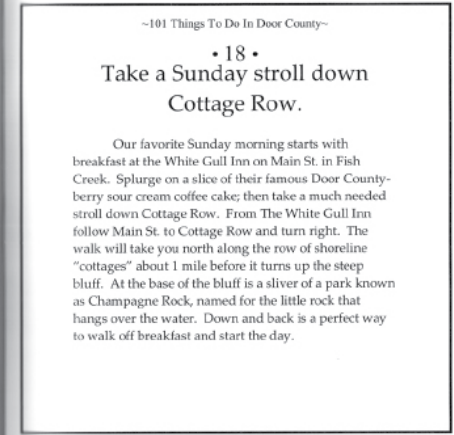 ~101 Things To Do In Door County~
• 18 •
Take a Sunday stroll down
Cottage Row.
Our favorite Sunday morning starts with
breakfast at the White Gull Inn on Main St. in Fish
Creek. Splurge on a slice of their famous Door County-
berry sour cream coffee cake; then take a much needed
stroll down Cottage Row. From The White Gull Inn
follow Main St. to Cottage Row and turn right. The
walk will take you north along the row of shoreline
"cottages" about 1 mile before it turns up the steep
bluff. At the base of the bluff is a sliver of a park known
as Champagne Rock, named for the little rock that
hangs over the water. Down and back is a perfect way
to walk off breakfast and start the day.